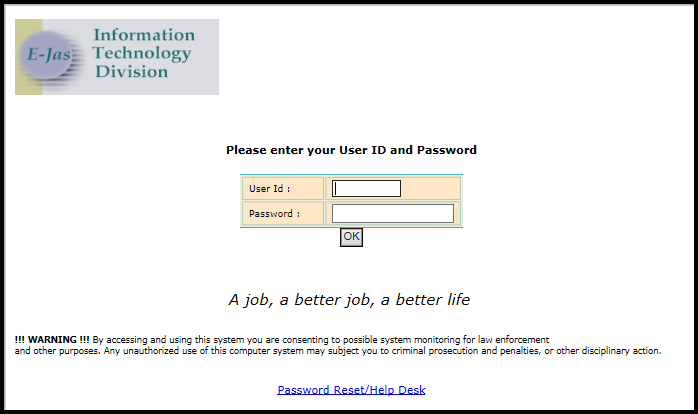 E-Jas
Information
Technology
Division
Please enter your User ID and Password
User Id :
Password :
OK
A job, a better job, a better life
!!! WARNING !!! By accessing and using this system you are consenting to possible system monitoring for law enforcement
and other purposes. Any unauthorized use of this computer system may subject you to criminal prosecution and penalties, or other disciplinary action.
Password Reset/Help Desk